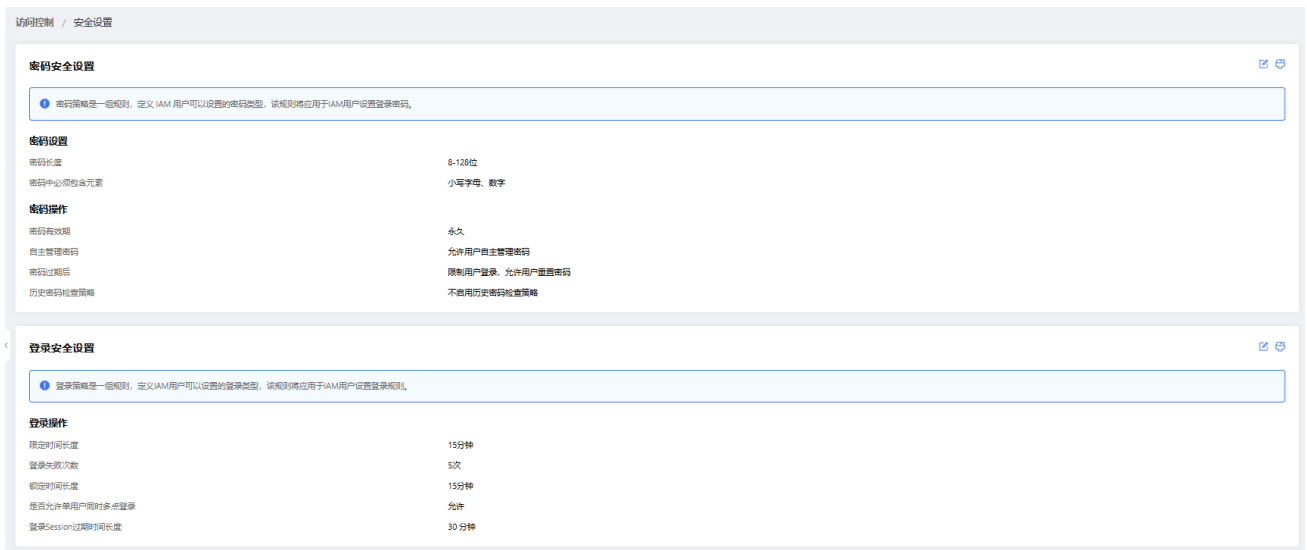 访问控制 / 安全设置
密码安全设置
密码策略是一组规则，定义 IAM 用户可以设置的密码类型，该规则将应用于IAM用户设置登录密码。
密码设置
密码长度 8-128位
密码中必须包含元素 小写字母、数字
密码操作
密码有效期 永久
自主管理密码 允许用户自主管理密码
密码过期后 限制用户登录，允许用户重置密码
历史密码检查策略 不启用历史密码检查策略
登录安全设置
登录策略是一组规则，定义IAM用户可以设置的登录类型，该规则将应用于IAM用户设置登录规则。
登录操作
限定时间长度 15分钟
登录失败次数 5次
锁定时间长度 15分钟
是否允许单用户同时多点登录 允许
登录Session过期时间长度 30 分钟